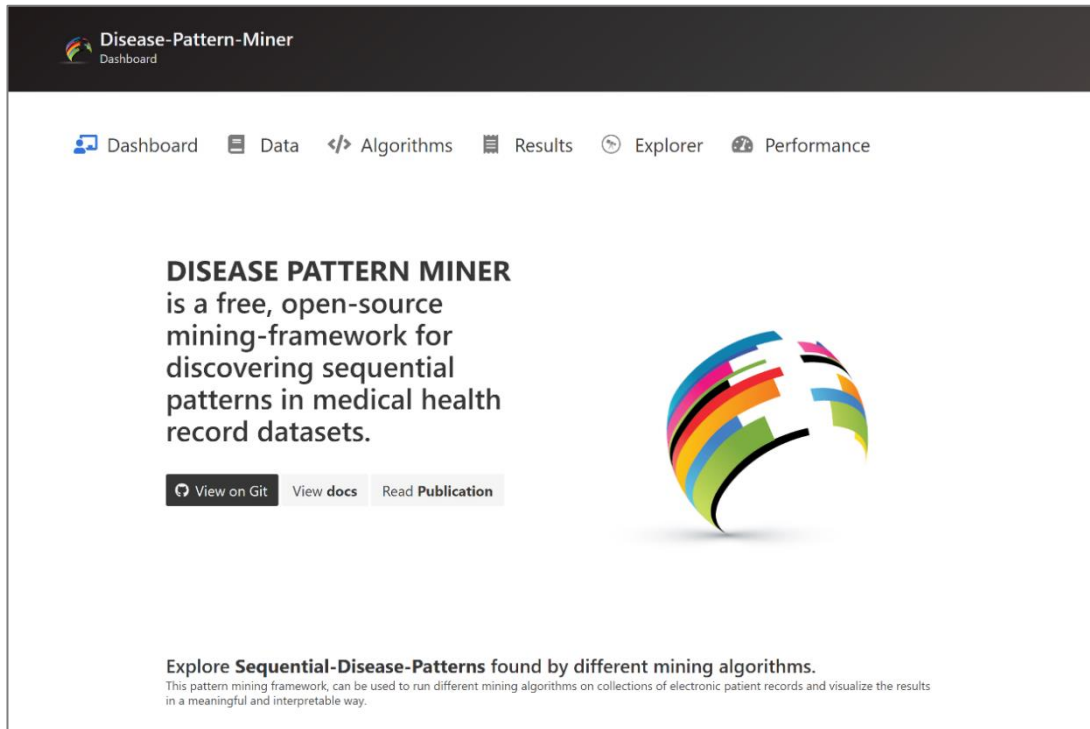 Disease-Pattern-Miner
Dashboard
Dashboard Data </> Algorithms Results Explorer Performance
DISEASE PATTERN MINER
is a free, open-source
mining-framework for
discovering sequential
patterns in medical health
record datasets.
View on Git View docs Read Publication
Explore Sequential-Disease-Patterns found by different mining algorithms.
This pattern mining framework, can be used to run different mining algorithms on collections of electronic patient records and visualize the results
in a meaningful and interpretable way.